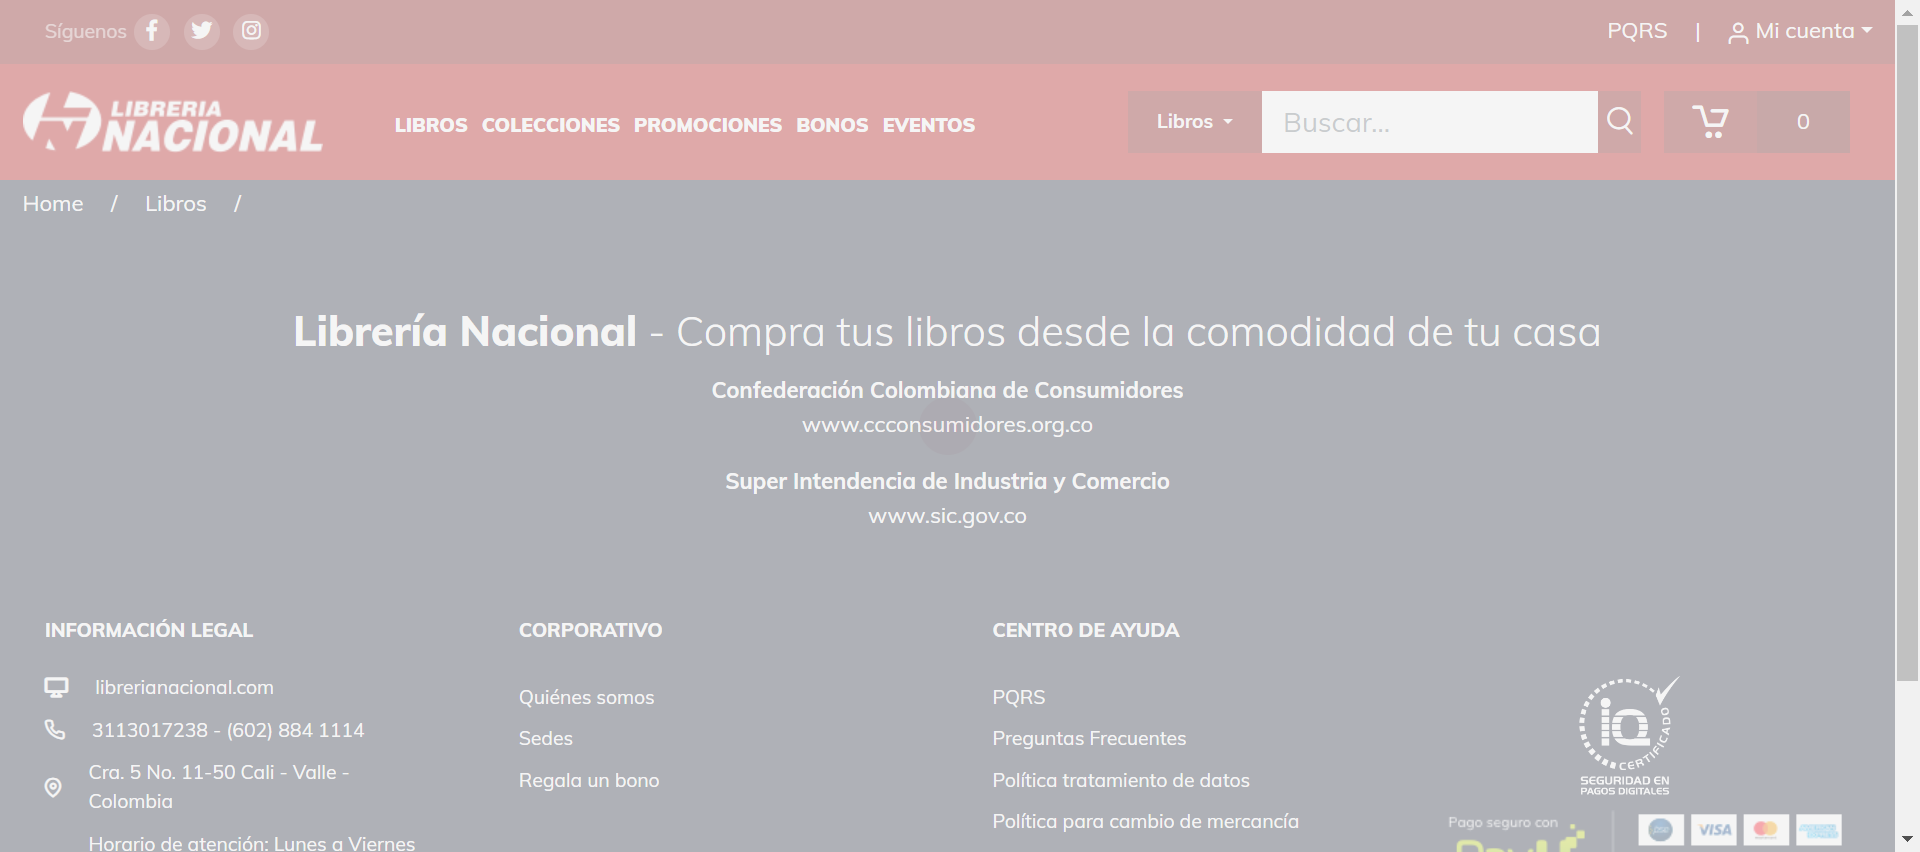 Síguenos
PQRS | Mi cuenta
LIBRERIA
NACIONAL
LIBROS COLECCIONES PROMOCIONES BONOS EVENTOS
Libros
Buscar...
0
Home / Libros /
Librería Nacional - Compra tus libros desde la comodidad de tu casa
Confederación Colombiana de Consumidores
www.ccconsumidores.org.co
Super Intendencia de Industria y Comercio
www.sic.gov.co
INFORMACIÓN LEGAL
librerianacional.com
3113017238 - (602) 884 1114
Cra. 5 No. 11-50 Cali - Valle -
Colombia
Horario de atención: Lunes a Viernes
CORPORATIVO
Quiénes somos
Sedes
Regala un bono
CENTRO DE AYUDA
PQRS
Preguntas Frecuentes
Política tratamiento de datos
Política para cambio de mercancía
iQ
CERTIFICADO
SEGURIDAD EN
PAGOS DIGITALES
Pago seguro con
PayU
VISA